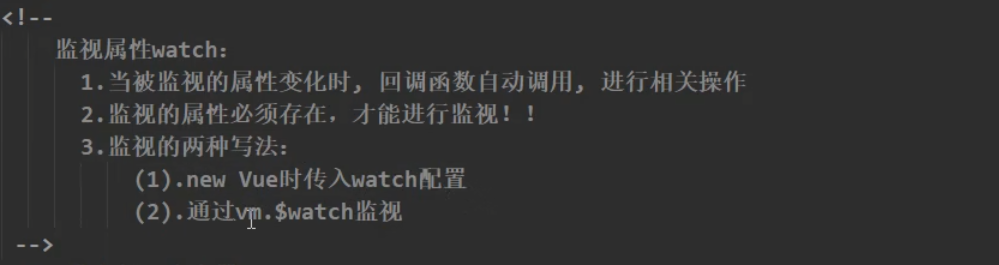 <!--
监视属性watch：
1.当被监视的属性变化时, 回调函数自动调用, 进行相关操作
2.监视的属性必须存在，才能进行监视！！
3.监视的两种写法：
(1).new Vue时传入watch配置
(2).通过vm.$watch监视
-->